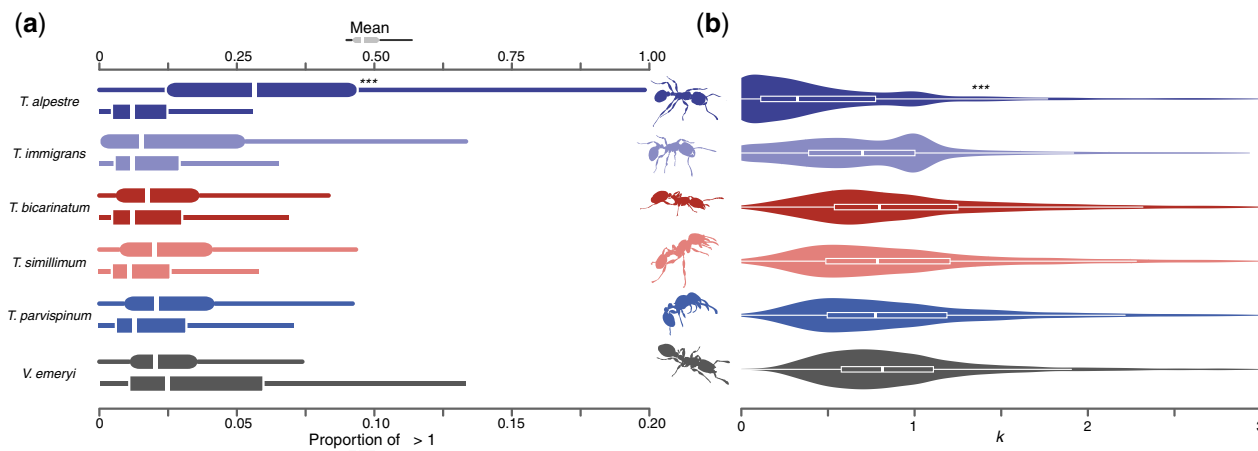 (a)
Mean
0 0.25 0.50 0.75 1.00
T. alpestre ***
T. immigrans
T. bicarinatum
T. simillimum
T. parvispinum
V. emeryi
0 0.05 0.10 0.15 0.20
Proportion of > 1
(b)
***
0 1 2 3
k